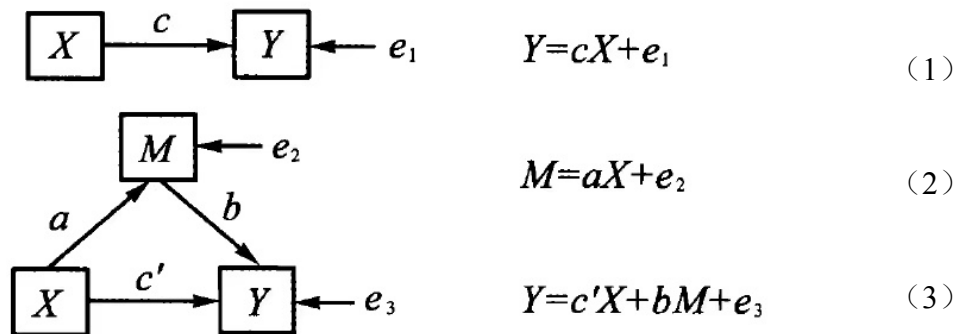 X c Y e₁ Y=cX+e₁ （1）
M e₂ M=aX+e₂ （2）
a b
X c′ Y e₃ Y=c′X+bM+e₃ （3）